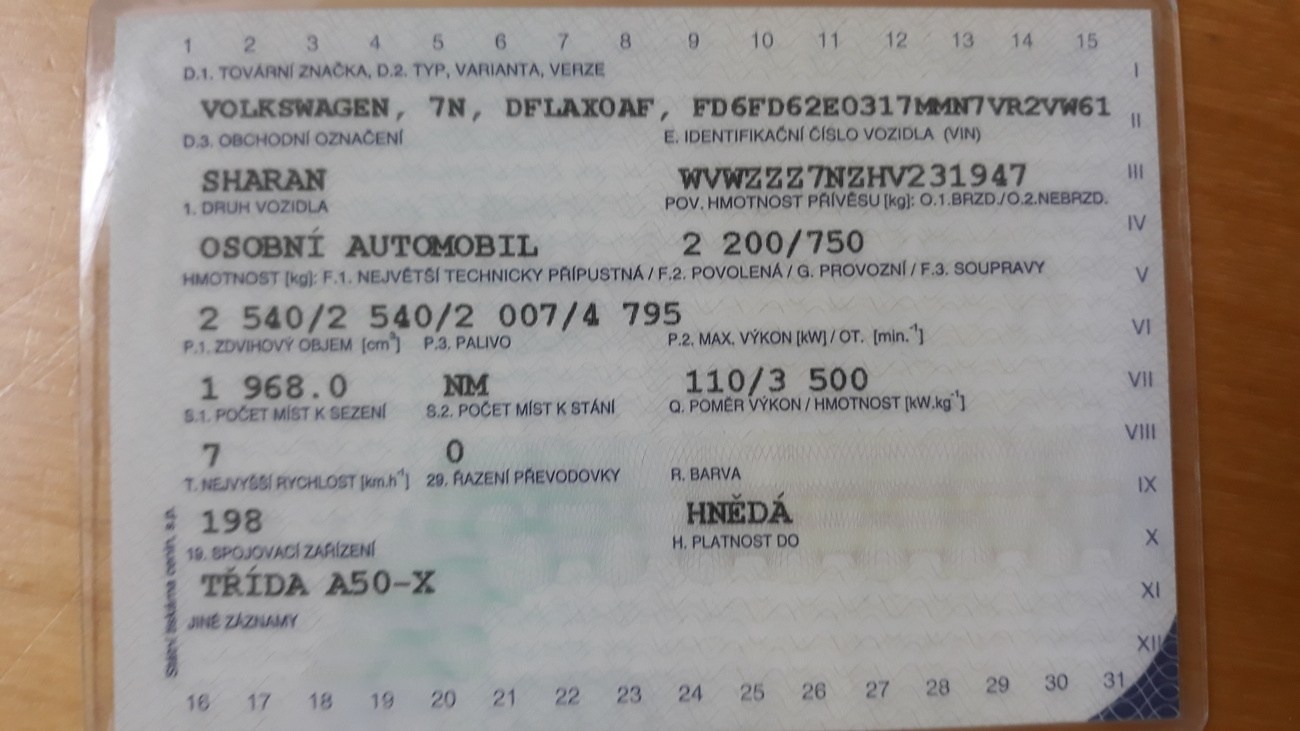 1 2 3 4 5 6 7 8 9 10 11 12 13 14 15
D.1. TOVÁRNÍ ZNAČKA, D.2. TYP, VARIANTA, VERZE I
VOLKSWAGEN, 7N, DFLAX0AF, FD6FD62E0317MMN7VR2VW61
D.3. OBCHODNÍ OZNAČENÍ E. IDENTIFIKAČNÍ ČÍSLO VOZIDLA (VIN) II
SHARAN WVWZZZ7NZHV231947 III
1. DRUH VOZIDLA POV. HMOTNOST PŘÍVĚSU [kg]: O.1.BRZD./O.2.NEBRZD.
OSOBNÍ AUTOMOBIL 2 200/750 IV
HMOTNOST [kg]: F.1. NEJVĚTŠÍ TECHNICKY PŘÍPUSTNÁ / F.2. POVOLENÁ / G. PROVOZNÍ / F.3. SOUPRAVY V
2 540/2 540/2 007/4 795
P.1. ZDVIHOVÝ OBJEM [cm³] P.3. PALIVO P.2. MAX. VÝKON [kW] / OT. [min.⁻¹] VI
1 968.0 NM 110/3 500 VII
S.1. POČET MÍST K SEZENÍ S.2. POČET MÍST K STÁNÍ Q. POMĚR VÝKON / HMOTNOST [kW.kg⁻¹]
7 0 VIII
T. NEJVYŠŠÍ RYCHLOST [km.h⁻¹] 29. ŘAZENÍ PŘEVODOVKY R. BARVA IX
198 HNĚDÁ
19. SPOJOVACÍ ZAŘÍZENÍ H. PLATNOST DO X
TŘÍDA A50-X XI
JINÉ ZÁZNAMY XII
16 17 18 19 20 21 22 23 24 25 26 27 28 29 30 31
Státní tiskárna cenin, s.p.